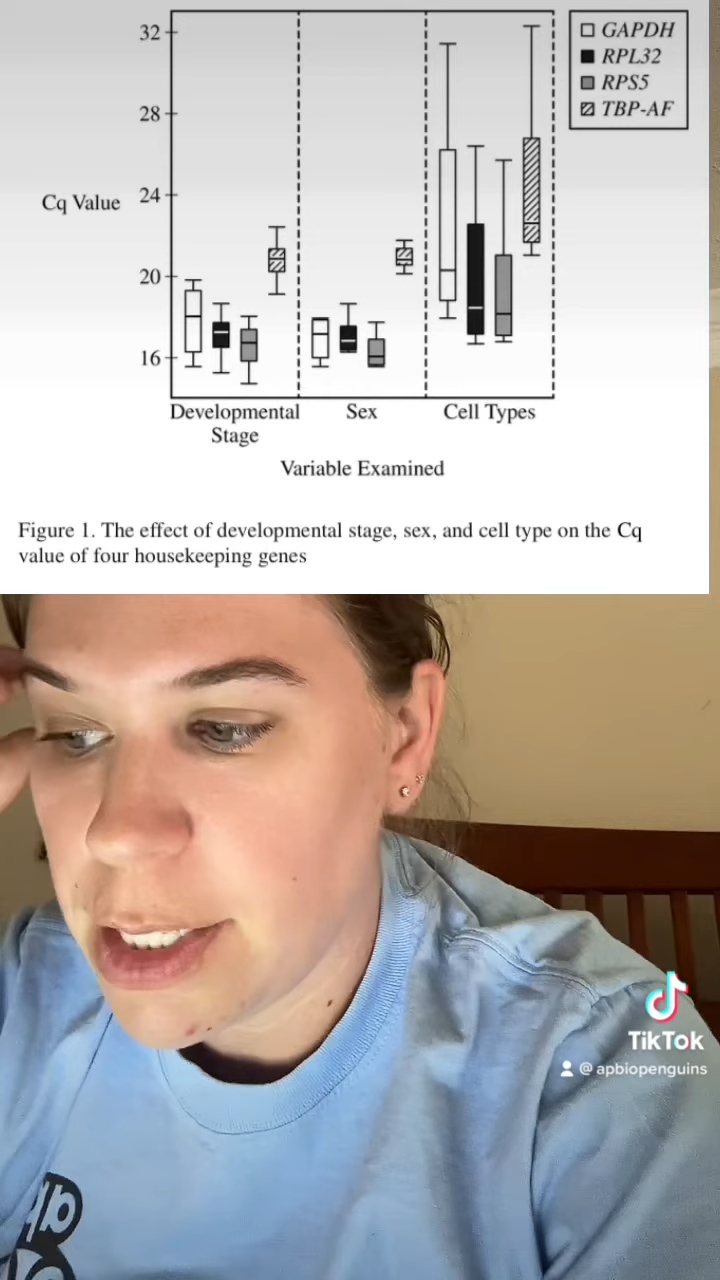 32
28
24
20
16
Cq Value
GAPDH
RPL32
RPS5
TBP-AF
Developmental
Stage
Sex
Cell Types
Variable Examined
Figure 1. The effect of developmental stage, sex, and cell type on the Cq
value of four housekeeping genes
TikTok
@apbiopenguins